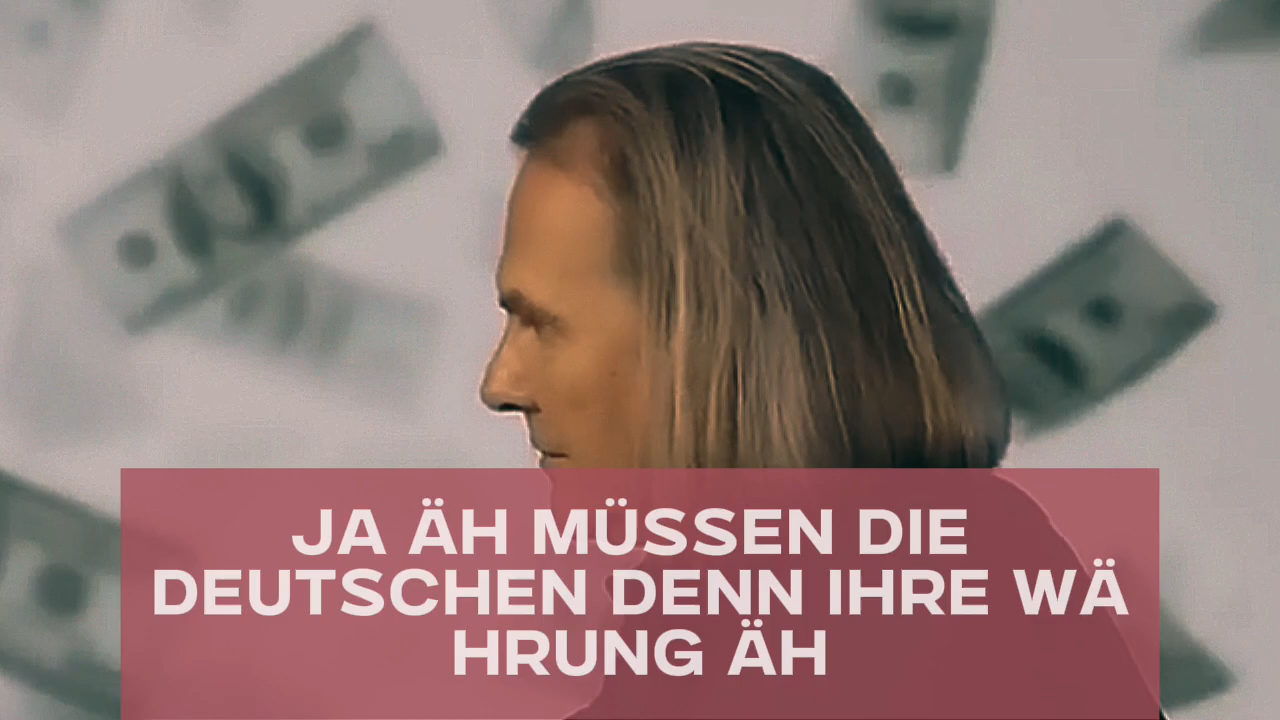 JA ÄH MÜSSEN DIE
DEUTSCHEN DENN IHRE WÄ
HRUNG ÄH